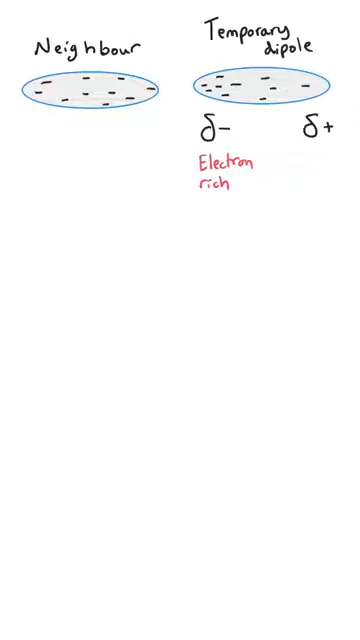 Neighbour
Temporary
dipole
δ-
δ+
Electron
rich